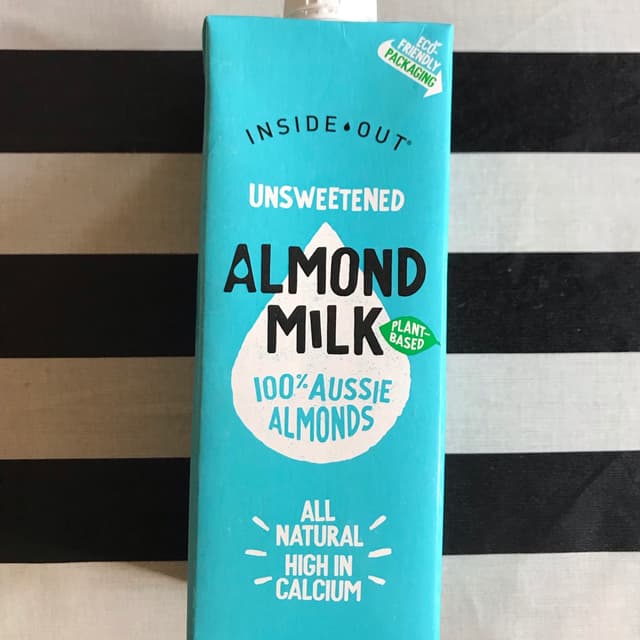 ECO-
FRIENDLY
PACKAGING
INSIDE OUT®
UNSWEETENED
ALMOND
MILK
PLANT-
BASED
100% AUSSIE
ALMONDS
ALL
NATURAL
HIGH IN
CALCIUM